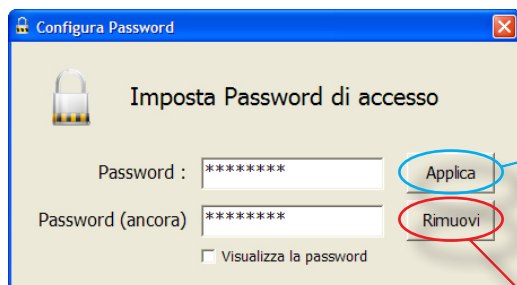 Configura Password
Imposta Password di accesso
Password : ******** Applica
Password (ancora) ******** Rimuovi
Visualizza la password